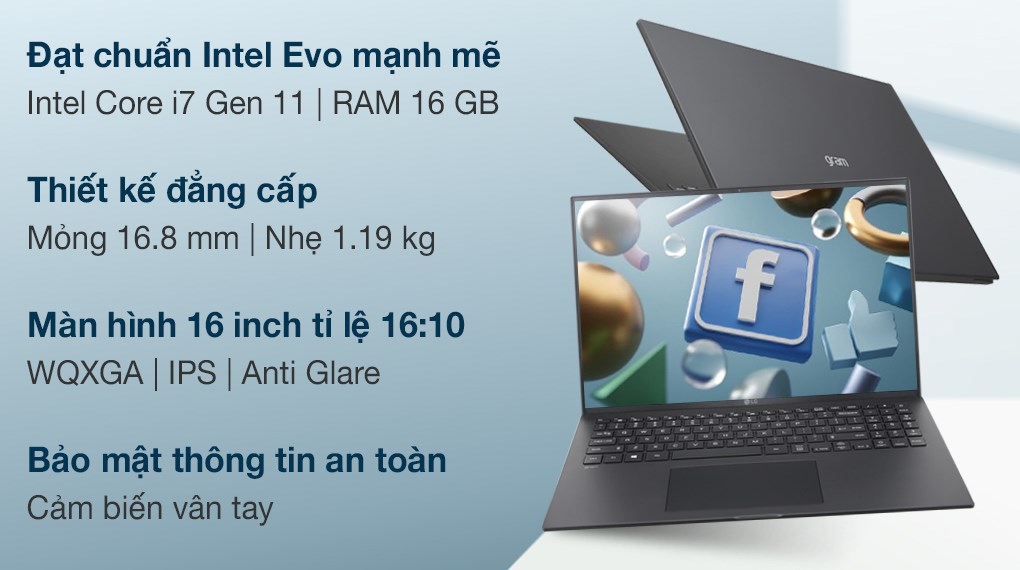 Đạt chuẩn Intel Evo mạnh mẽ
Intel Core i7 Gen 11 | RAM 16 GB
Thiết kế đẳng cấp
Mỏng 16.8 mm | Nhẹ 1.19 kg
Màn hình 16 inch tỉ lệ 16:10
WQXGA | IPS | Anti Glare
Bảo mật thông tin an toàn
Cảm biến vân tay
gram
f
LG